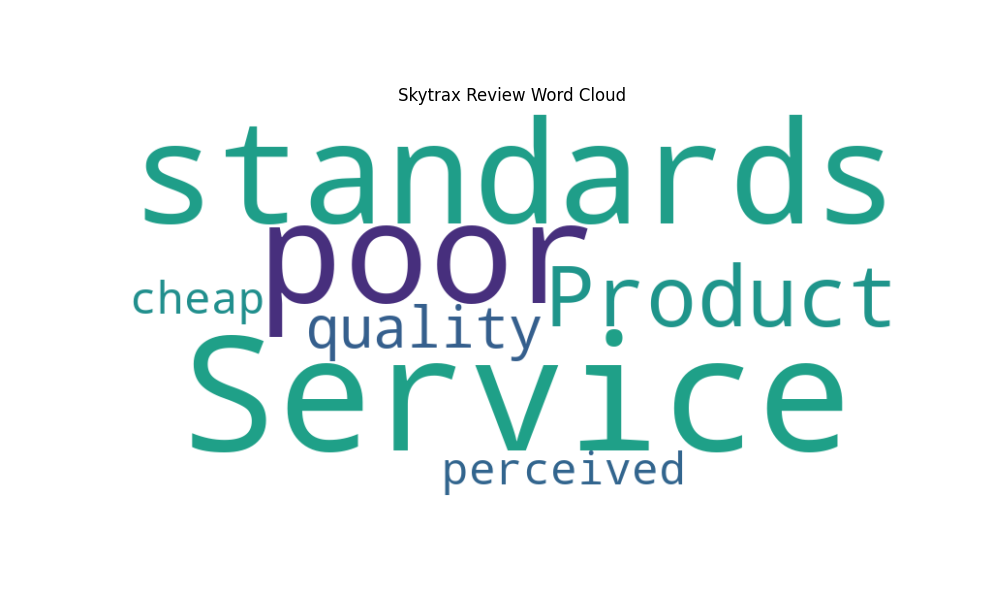 Skytrax Review Word Cloud
standards
poor
Product
cheap
quality
Service
perceived